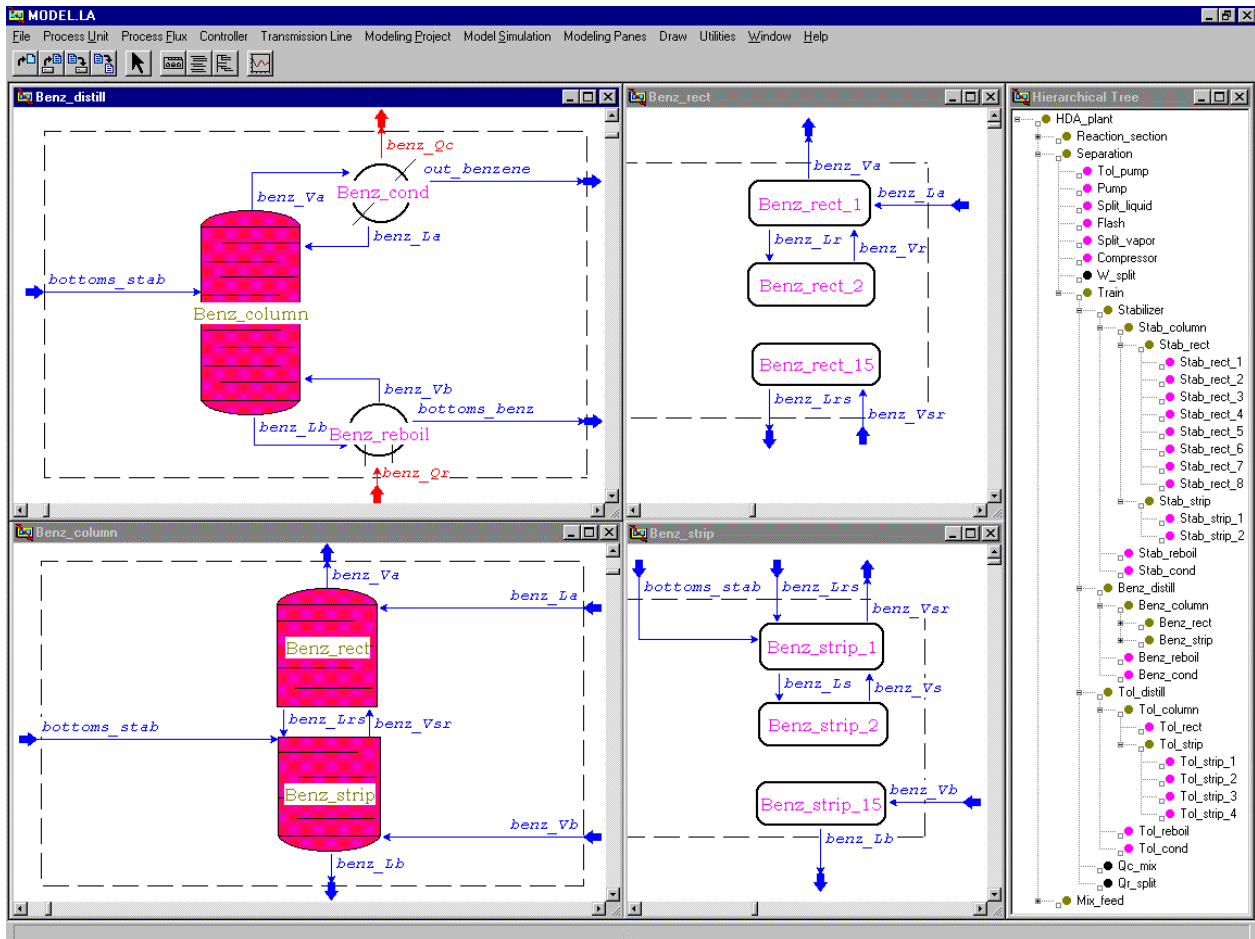 MODEL.LA
File Process Unit Process Flux Controller Transmission Line Modeling Project Model Simulation Modeling Panes Draw Utilities Window Help
Benz_distill
benz_Qc
out_benzene
Benz_cond
benz_Va
benz_La
bottoms_stab
Benz_column
benz_Vb
bottoms_benz
benz_Lb
Benz_reboil
benz_Qr
Benz_rect
benz_Va
benz_La
Benz_rect_1
benz_Lr
benz_Vr
Benz_rect_2
Benz_rect_15
benz_Lrs
benz_Vsr
Benz_column
benz_Va
benz_La
Benz_rect
benz_Lrs
benz_Vsr
bottoms_stab
Benz_strip
benz_Vb
benz_Lb
Benz_strip
bottoms_stab
benz_Lrs
benz_Vsr
Benz_strip_1
benz_Ls
benz_Vs
Benz_strip_2
benz_Vb
Benz_strip_15
benz_Lb
Hierarchical Tree
HDA_plant
Reaction_section
Separation
Tol_pump
Pump
Split_liquid
Flash
Split_vapor
Compressor
W_split
Train
Stabilizer
Stab_column
Stab_rect
Stab_rect_1
Stab_rect_2
Stab_rect_3
Stab_rect_4
Stab_rect_5
Stab_rect_6
Stab_rect_7
Stab_rect_8
Stab_strip
Stab_strip_1
Stab_strip_2
Stab_reboil
Stab_cond
Benz_distill
Benz_column
Benz_rect
Benz_strip
Benz_reboil
Benz_cond
Tol_distill
Tol_column
Tol_rect
Tol_strip
Tol_strip_1
Tol_strip_2
Tol_strip_3
Tol_strip_4
Tol_reboil
Tol_cond
Qc_mix
Qr_split
Mix_feed